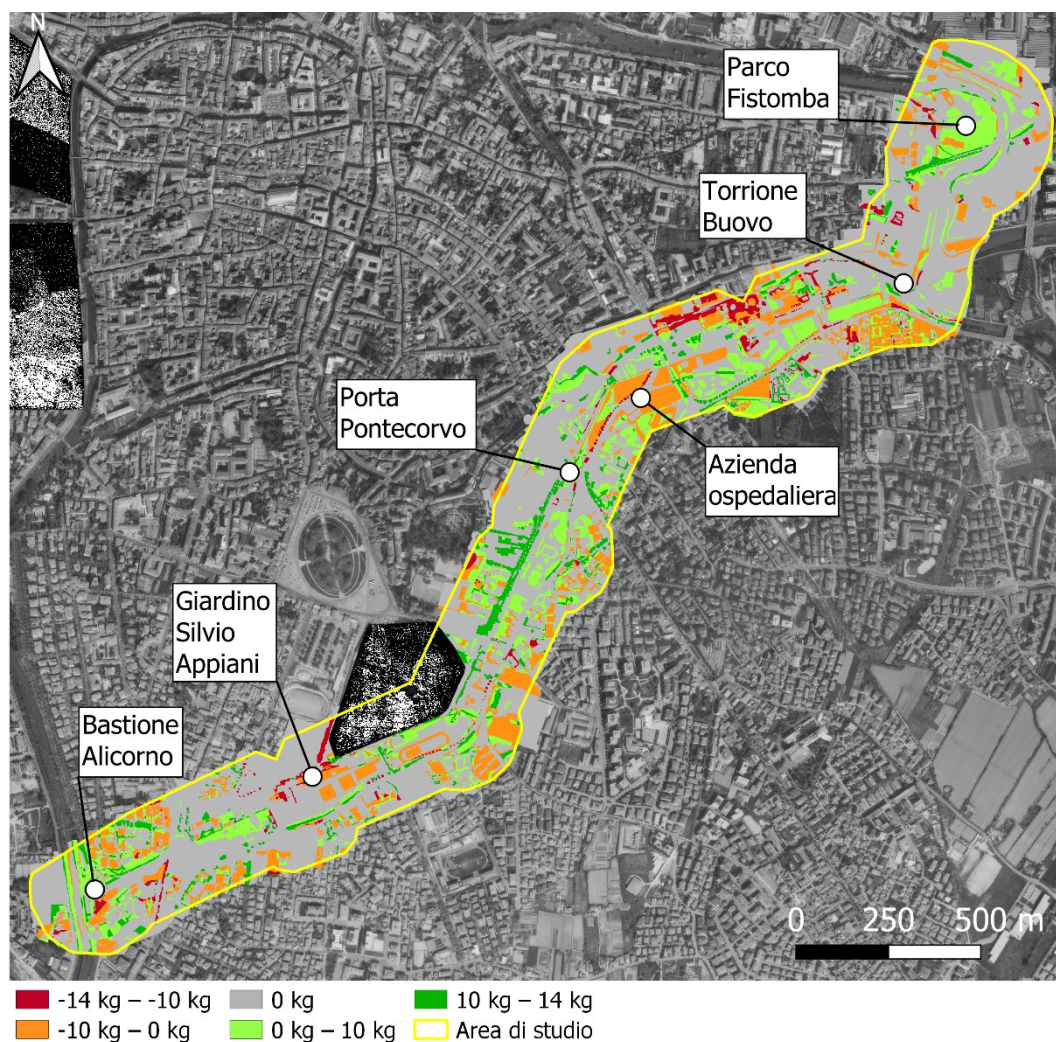 N
Parco
Fistomba
Torrione
Buovo
Porta
Pontecorvo
Azienda
ospedaliera
Giardino
Silvio
Appiani
Bastione
Alicorno
0 250 500 m
-14 kg – -10 kg
0 kg
10 kg – 14 kg
-10 kg – 0 kg
0 kg – 10 kg
Area di studio